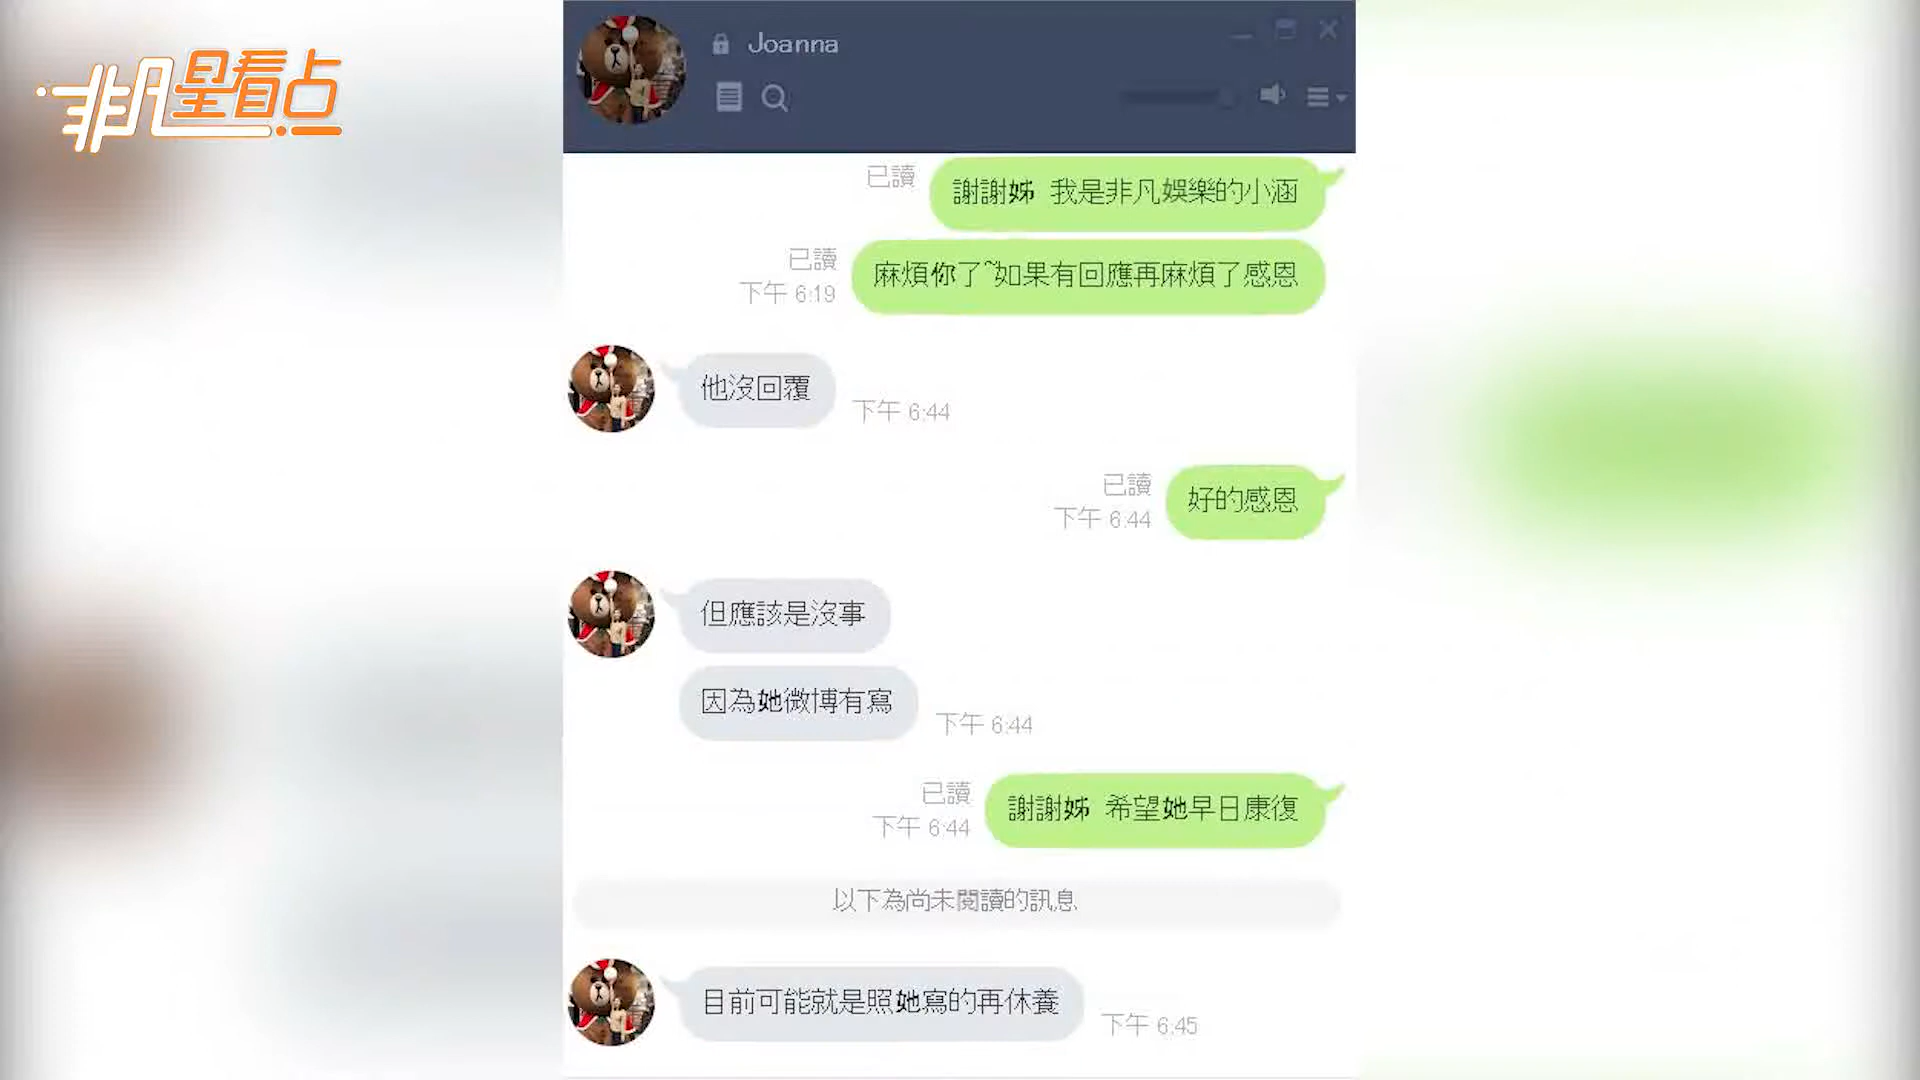 非凡星看点
Joanna
已讀
謝謝姊 我是非凡娛樂的小涵
已讀
下午 6:19
麻煩你了~如果有回應再麻煩了感恩
他沒回覆
下午 6:44
已讀
下午 6:44
好的感恩
但應該是沒事
因為她微博有寫
下午 6:44
已讀
下午 6:44
謝謝姊 希望她早日康復
以下為尚未閱讀的訊息
目前可能就是照她寫的再休養
下午 6:45